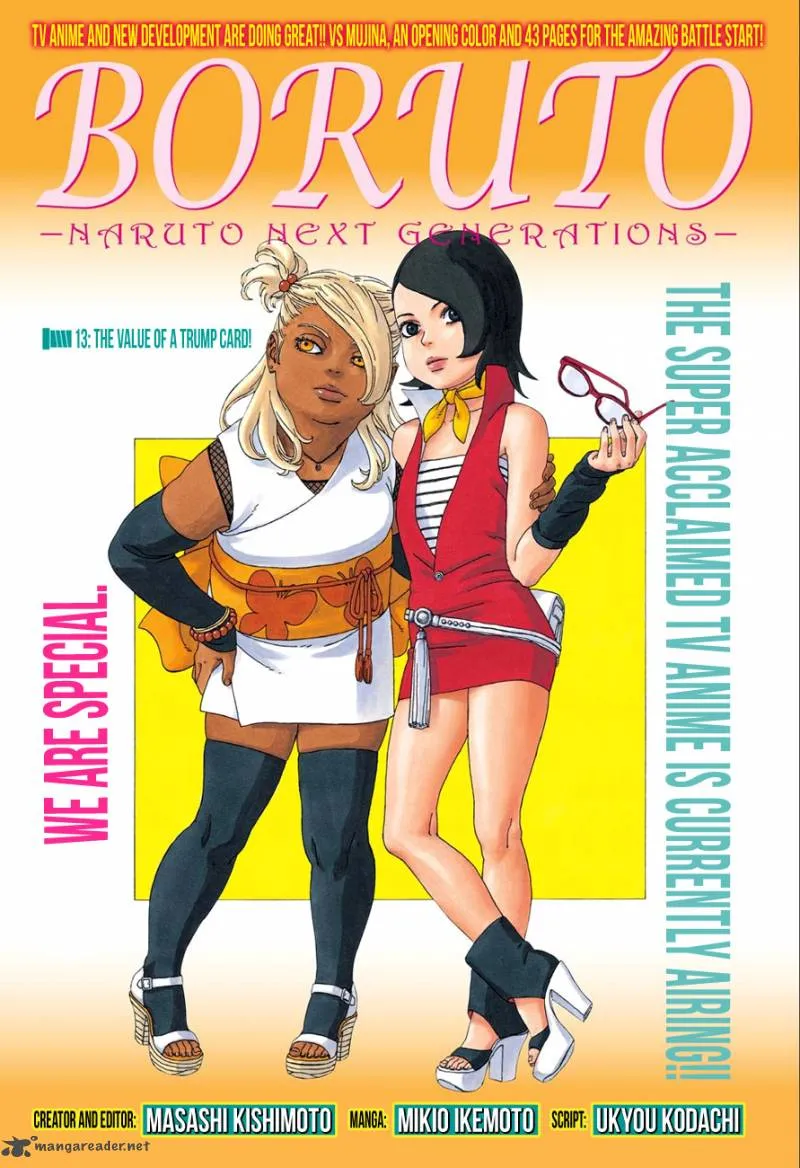 TV ANIME AND NEW DEVELOPMENT ARE DOING GREAT!! VS MUJINA, AN OPENING COLOR AND 43 PAGES FOR THE AMAZING BATTLE START!
BORUTO
-NARUTO NEXT GENERATIONS-
13: THE VALUE OF A TRUMP CARD!
THE SUPER ACCLAIMED TV ANIME IS CURRENTLY AIRING!!
WE ARE SPECIAL.
CREATOR AND EDITOR: MASASHI KISHIMOTO MANGA: MIKIO IKEMOTO SCRIPT: UKYOU KODACHI
mangareader.net